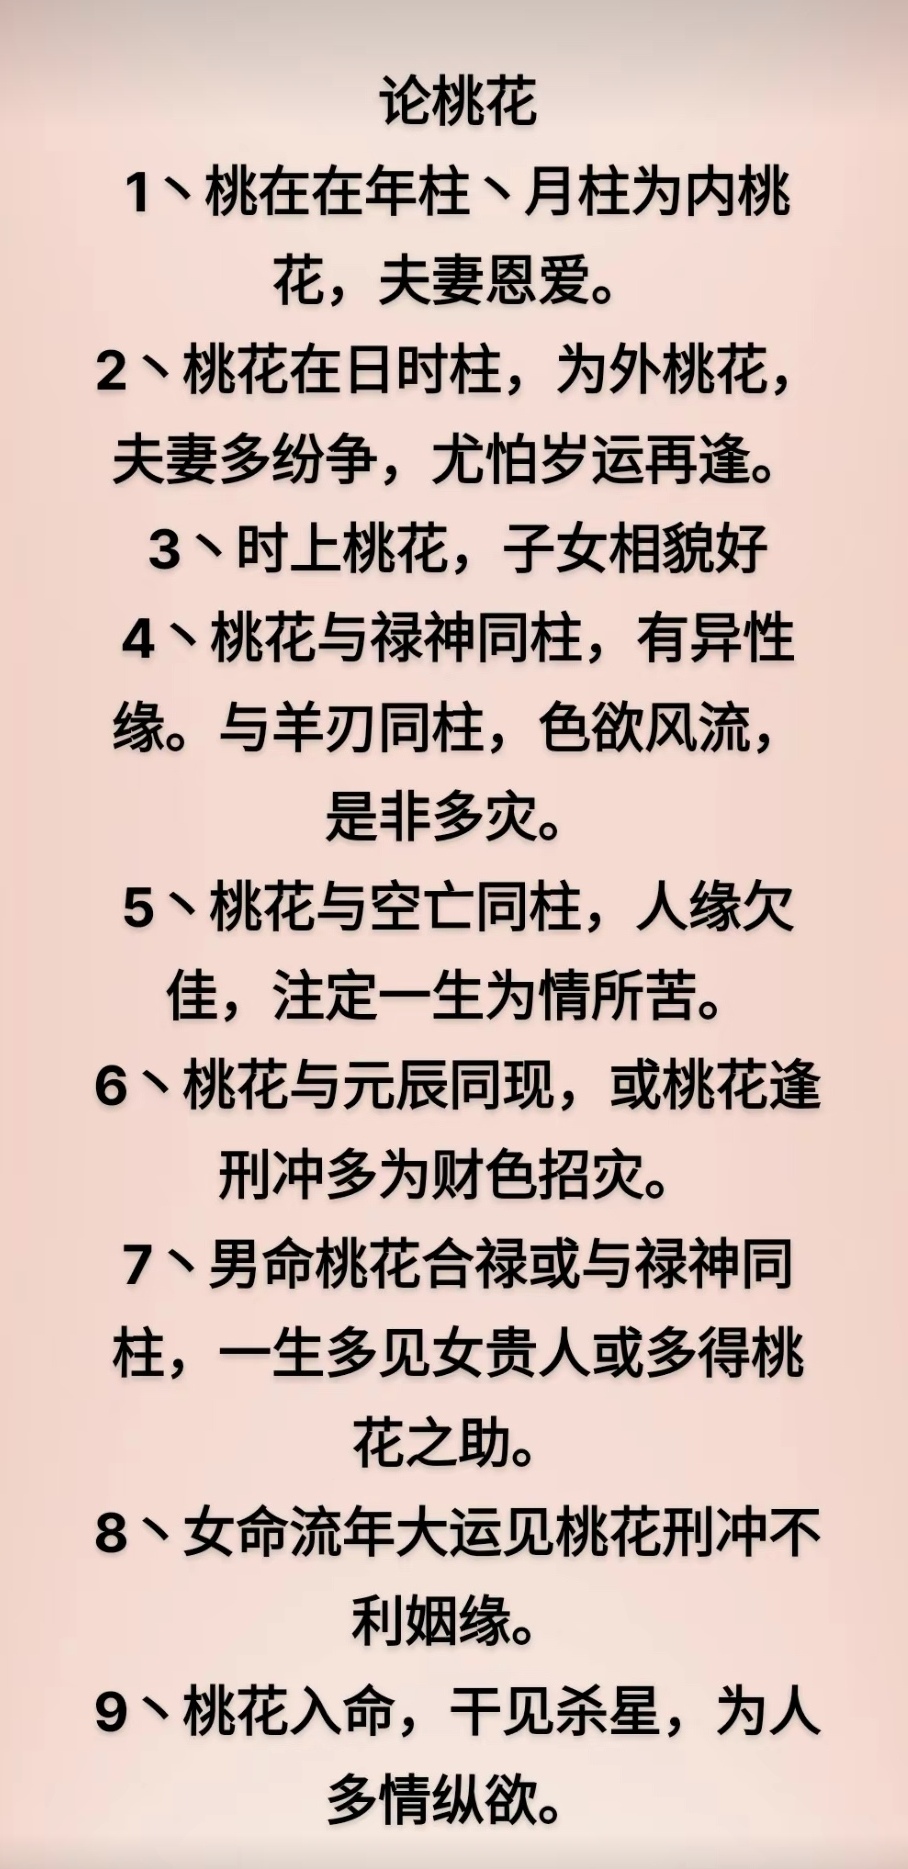 论桃花
1丶桃在在年柱丶月柱为内桃
花，夫妻恩爱。
2丶桃花在日时柱，为外桃花，
夫妻多纷争，尤怕岁运再逢。
3丶时上桃花，子女相貌好
4丶桃花与禄神同柱，有异性
缘。与羊刃同柱，色欲风流，
是非多灾。
5丶桃花与空亡同柱，人缘欠
佳，注定一生为情所苦。
6丶桃花与元辰同现，或桃花逢
刑冲多为财色招灾。
7丶男命桃花合禄或与禄神同
柱，一生多见女贵人或多得桃
花之助。
8丶女命流年大运见桃花刑冲不
利姻缘。
9丶桃花入命，干见杀星，为人
多情纵欲。